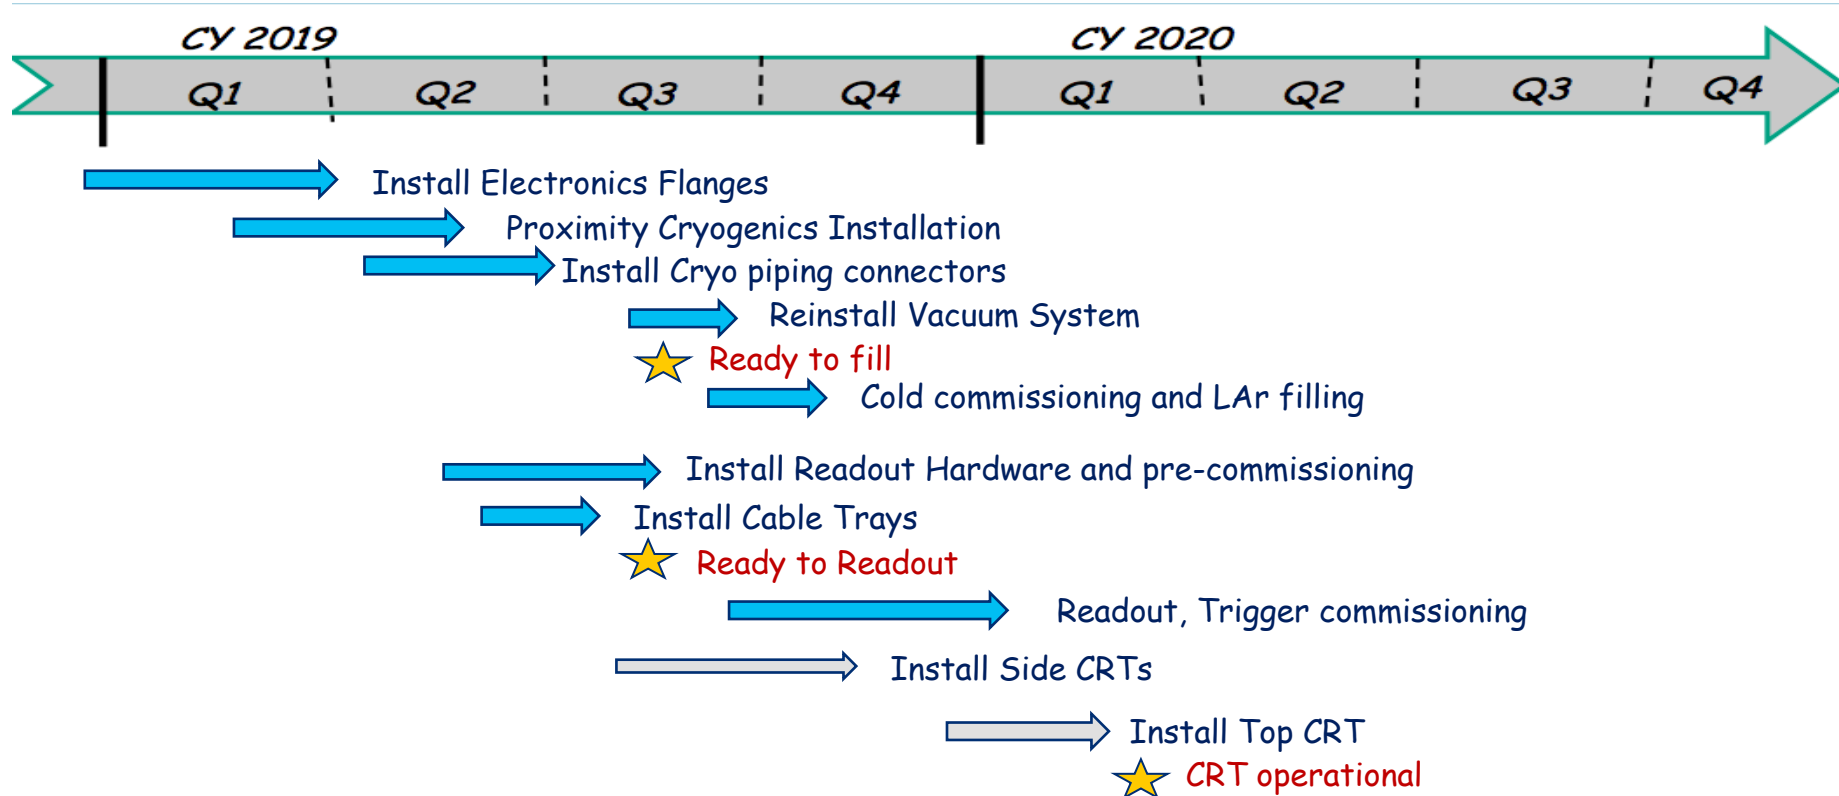 CY 2019 CY 2020
Q1 Q2 Q3 Q4 Q1 Q2 Q3 Q4
Install Electronics Flanges
Proximity Cryogenics Installation
Install Cryo piping connectors
Reinstall Vacuum System
Ready to fill
Cold commissioning and LAr filling
Install Readout Hardware and pre-commissioning
Install Cable Trays
Ready to Readout
Readout, Trigger commissioning
Install Side CRTs
Install Top CRT
CRT operational